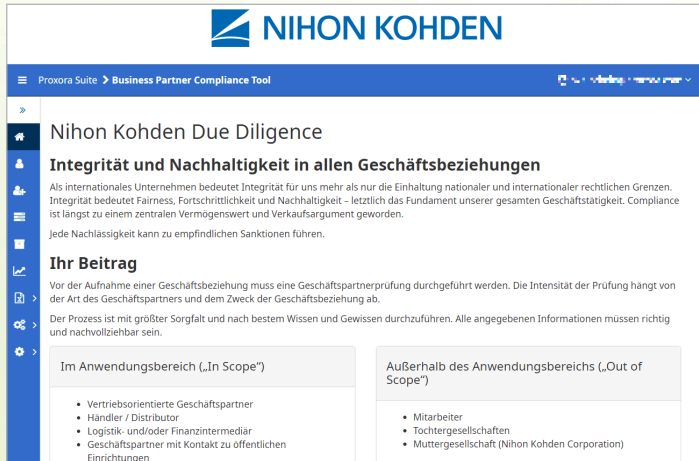 NIHON KOHDEN
Proxora Suite > Business Partner Compliance Tool
Nihon Kohden Due Diligence
Integrität und Nachhaltigkeit in allen Geschäftsbeziehungen
Als internationales Unternehmen bedeutet Integrität für uns mehr als nur die Einhaltung nationaler und internationaler rechtlichen Grenzen.
Integrität bedeutet Fairness, Fortschrittlichkeit und Nachhaltigkeit – letztlich das Fundament unserer gesamten Geschäftstätigkeit. Compliance
ist längst zu einem zentralen Vermögenswert und Verkaufsargument geworden.
Jede Nachlässigkeit kann zu empfindlichen Sanktionen führen.
Ihr Beitrag
Vor der Aufnahme einer Geschäftsbeziehung muss eine Geschäftspartnerprüfung durchgeführt werden. Die Intensität der Prüfung hängt von
der Art des Geschäftspartners und dem Zweck der Geschäftsbeziehung ab.
Der Prozess ist mit größter Sorgfalt und nach bestem Wissen und Gewissen durchzuführen. Alle angegebenen Informationen müssen richtig
und nachvollziehbar sein.
Im Anwendungsbereich („In Scope“)
• Vertriebsorientierte Geschäftspartner
• Händler / Distributor
• Logistik- und/oder Finanzintermediär
• Geschäftspartner mit Kontakt zu öffentlichen
Einrichtungen
Außerhalb des Anwendungsbereichs („Out of
Scope“)
• Mitarbeiter
• Tochtergesellschaften
• Muttergesellschaft (Nihon Kohden Corporation)